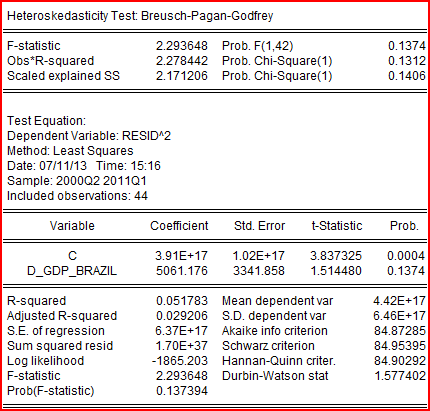 Heteroskedasticity Test: Breusch-Pagan-Godfrey
F-statistic 2.293648 Prob. F(1,42) 0.1374
Obs*R-squared 2.278442 Prob. Chi-Square(1) 0.1312
Scaled explained SS 2.171206 Prob. Chi-Square(1) 0.1406
Test Equation:
Dependent Variable: RESID^2
Method: Least Squares
Date: 07/11/13 Time: 15:16
Sample: 2000Q2 2011Q1
Included observations: 44
Variable Coefficient Std. Error t-Statistic Prob.
C 3.91E+17 1.02E+17 3.837325 0.0004
D_GDP_BRAZIL 5061.176 3341.858 1.514480 0.1374
R-squared 0.051783 Mean dependent var 4.42E+17
Adjusted R-squared 0.029206 S.D. dependent var 6.46E+17
S.E. of regression 6.37E+17 Akaike info criterion 84.87285
Sum squared resid 1.70E+37 Schwarz criterion 84.95395
Log likelihood -1865.203 Hannan-Quinn criter. 84.90292
F-statistic 2.293648 Durbin-Watson stat 1.577402
Prob(F-statistic) 0.137394